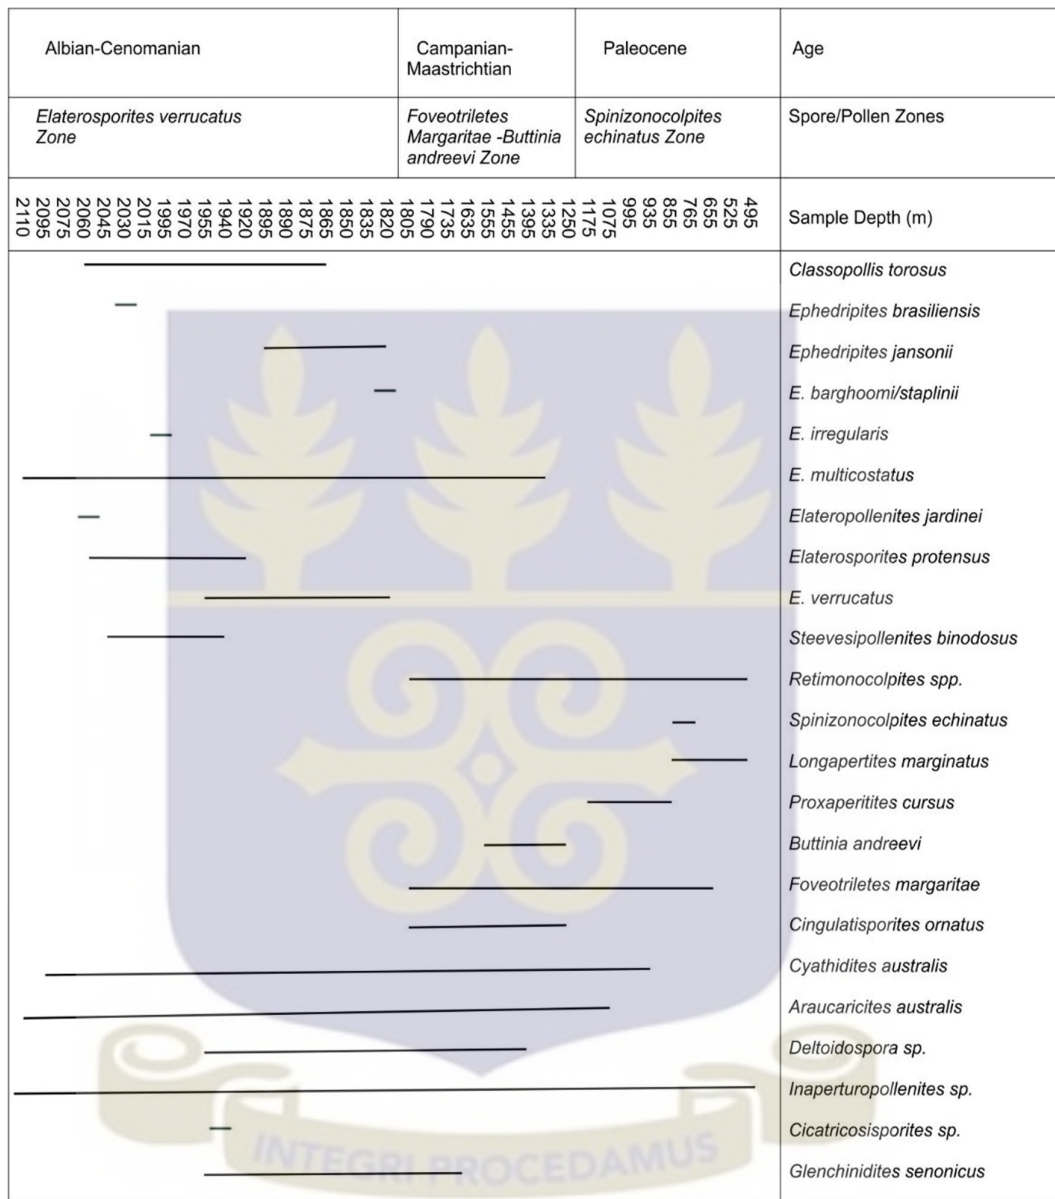 Albian-Cenomanian
Campanian-
Maastrichtian
Paleocene
Age
Elaterosporites verrucatus
Zone
Foveotriletes
Margaritae -Buttinia
andreevi Zone
Spinizonocolpites
echinatus Zone
Spore/Pollen Zones
2110 2095 2075 2060 2045 2030 2015 1995 1970 1955 1940 1920 1895 1890 1875 1865 1850 1835 1820 1805 1790 1735 1635 1555 1455 1395 1335 1250 1175 1075 995 935 855 765 655 525 495
Sample Depth (m)
Classopollis torosus
Ephedripites brasiliensis
Ephedripites jansonii
E. barghoomi/staplinii
E. irregularis
E. multicostatus
Elateropollenites jardinei
Elaterosporites protensus
E. verrucatus
Steevesipollenites binodosus
Retimonocolpites spp.
Spinizonocolpites echinatus
Longapertites marginatus
Proxaperitites cursus
Buttinia andreevi
Foveotriletes margaritae
Cingulatisporites ornatus
Cyathidites australis
Araucaricites australis
Deltoidospora sp.
Inaperturopollenites sp.
Cicatricosisporites sp.
Glenchinidites senonicus
INTEGRI PROCEDAMUS